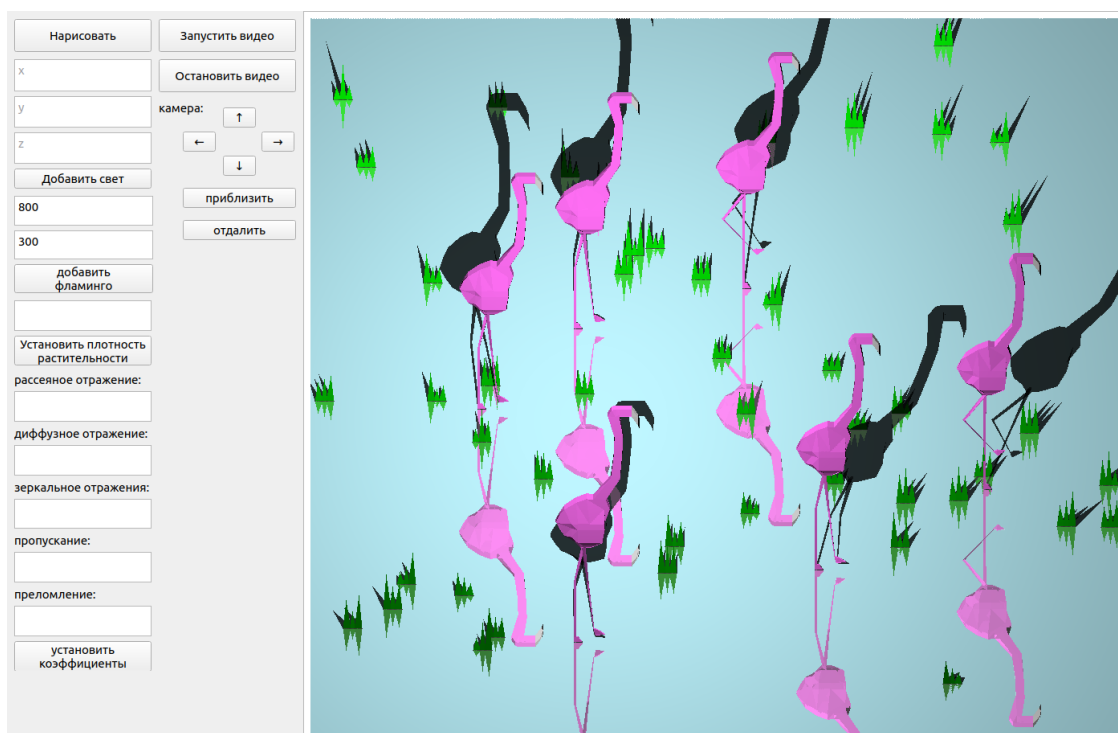 Нарисовать
x
y
z
Добавить свет
800
300
добавить
фламинго
Установить плотность
растительности
рассеяное отражение:
диффузное отражение:
зеркальное отражения:
пропускание:
преломление:
установить
коэффициенты
Запустить видео
Остановить видео
камера:
↑
← →
↓
приблизить
отдалить